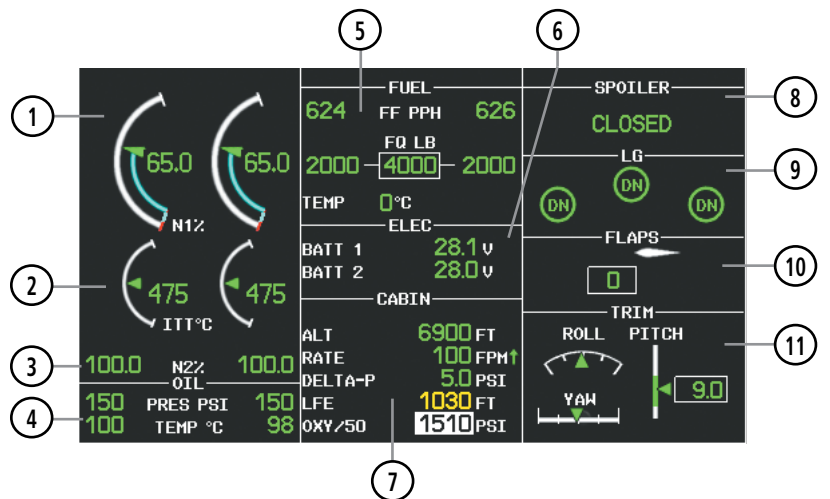 5
6
1
2
3
4
7
8
9
10
11
65.0 65.0
N1%
475 475
ITT°C
100.0 N2% 100.0
OIL
150 PRES PSI 150
100 TEMP °C 98
FUEL
624 FF PPH 626
FQ LB
2000 4000 2000
TEMP 0°C
ELEC
BATT 1 28.1 V
BATT 2 28.0 V
CABIN
ALT 6900 FT
RATE 100 FPM↑
DELTA-P 5.0 PSI
LFE 1030 FT
OXY/50 1510 PSI
SPOILER
CLOSED
LG
DN DN DN
FLAPS
0
TRIM
ROLL PITCH
9.0
YAW